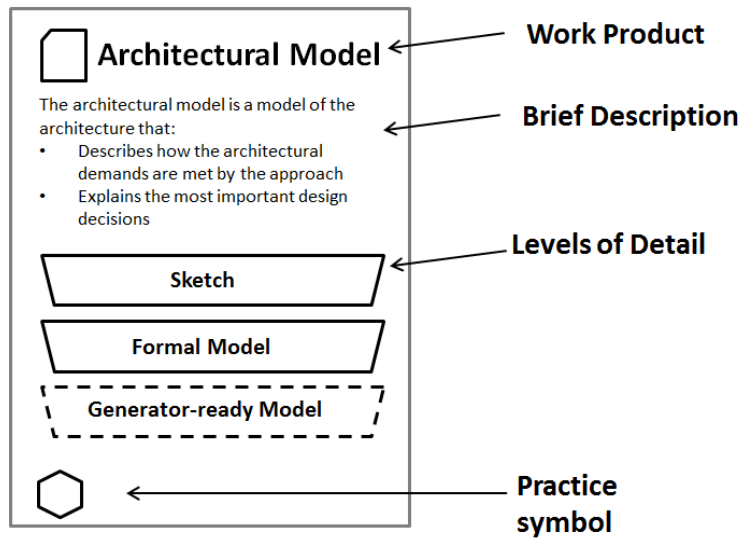 Architectural Model
Work Product
The architectural model is a model of the
architecture that:
Brief Description
• Describes how the architectural
demands are met by the approach
• Explains the most important design
decisions
Levels of Detail
Sketch
Formal Model
Generator-ready Model
Practice
symbol